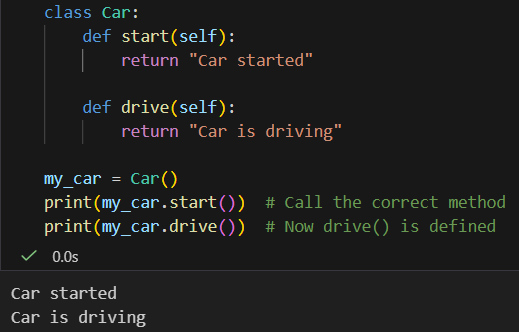 class Car:
    def start(self):
        return "Car started"

    def drive(self):
        return "Car is driving"

my_car = Car()
print(my_car.start())  # Call the correct method
print(my_car.drive())  # Now drive() is defined
0.0s
Car started
Car is driving